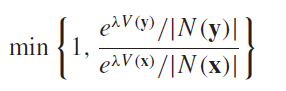 min { 1, e^{λV(y)}/|N(y)| / e^{λV(x)}/|N(x)| }